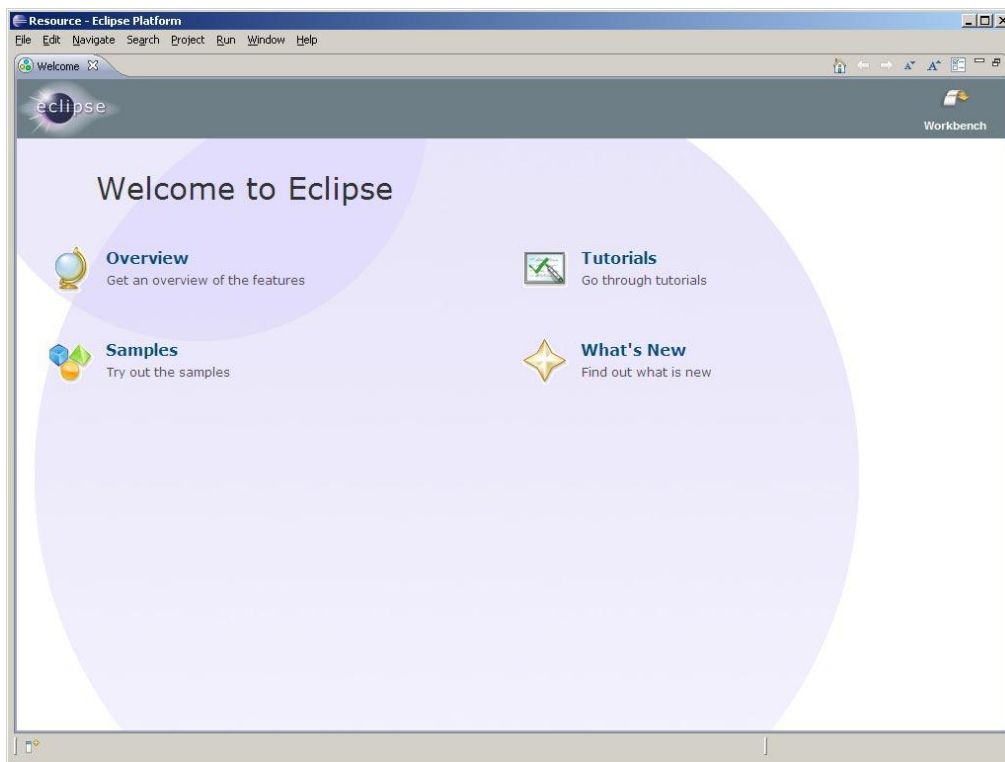 Resource - Eclipse Platform
File Edit Navigate Search Project Run Window Help
Welcome
eclipse
Workbench
Welcome to Eclipse
Overview
Get an overview of the features
Tutorials
Go through tutorials
Samples
Try out the samples
What's New
Find out what is new